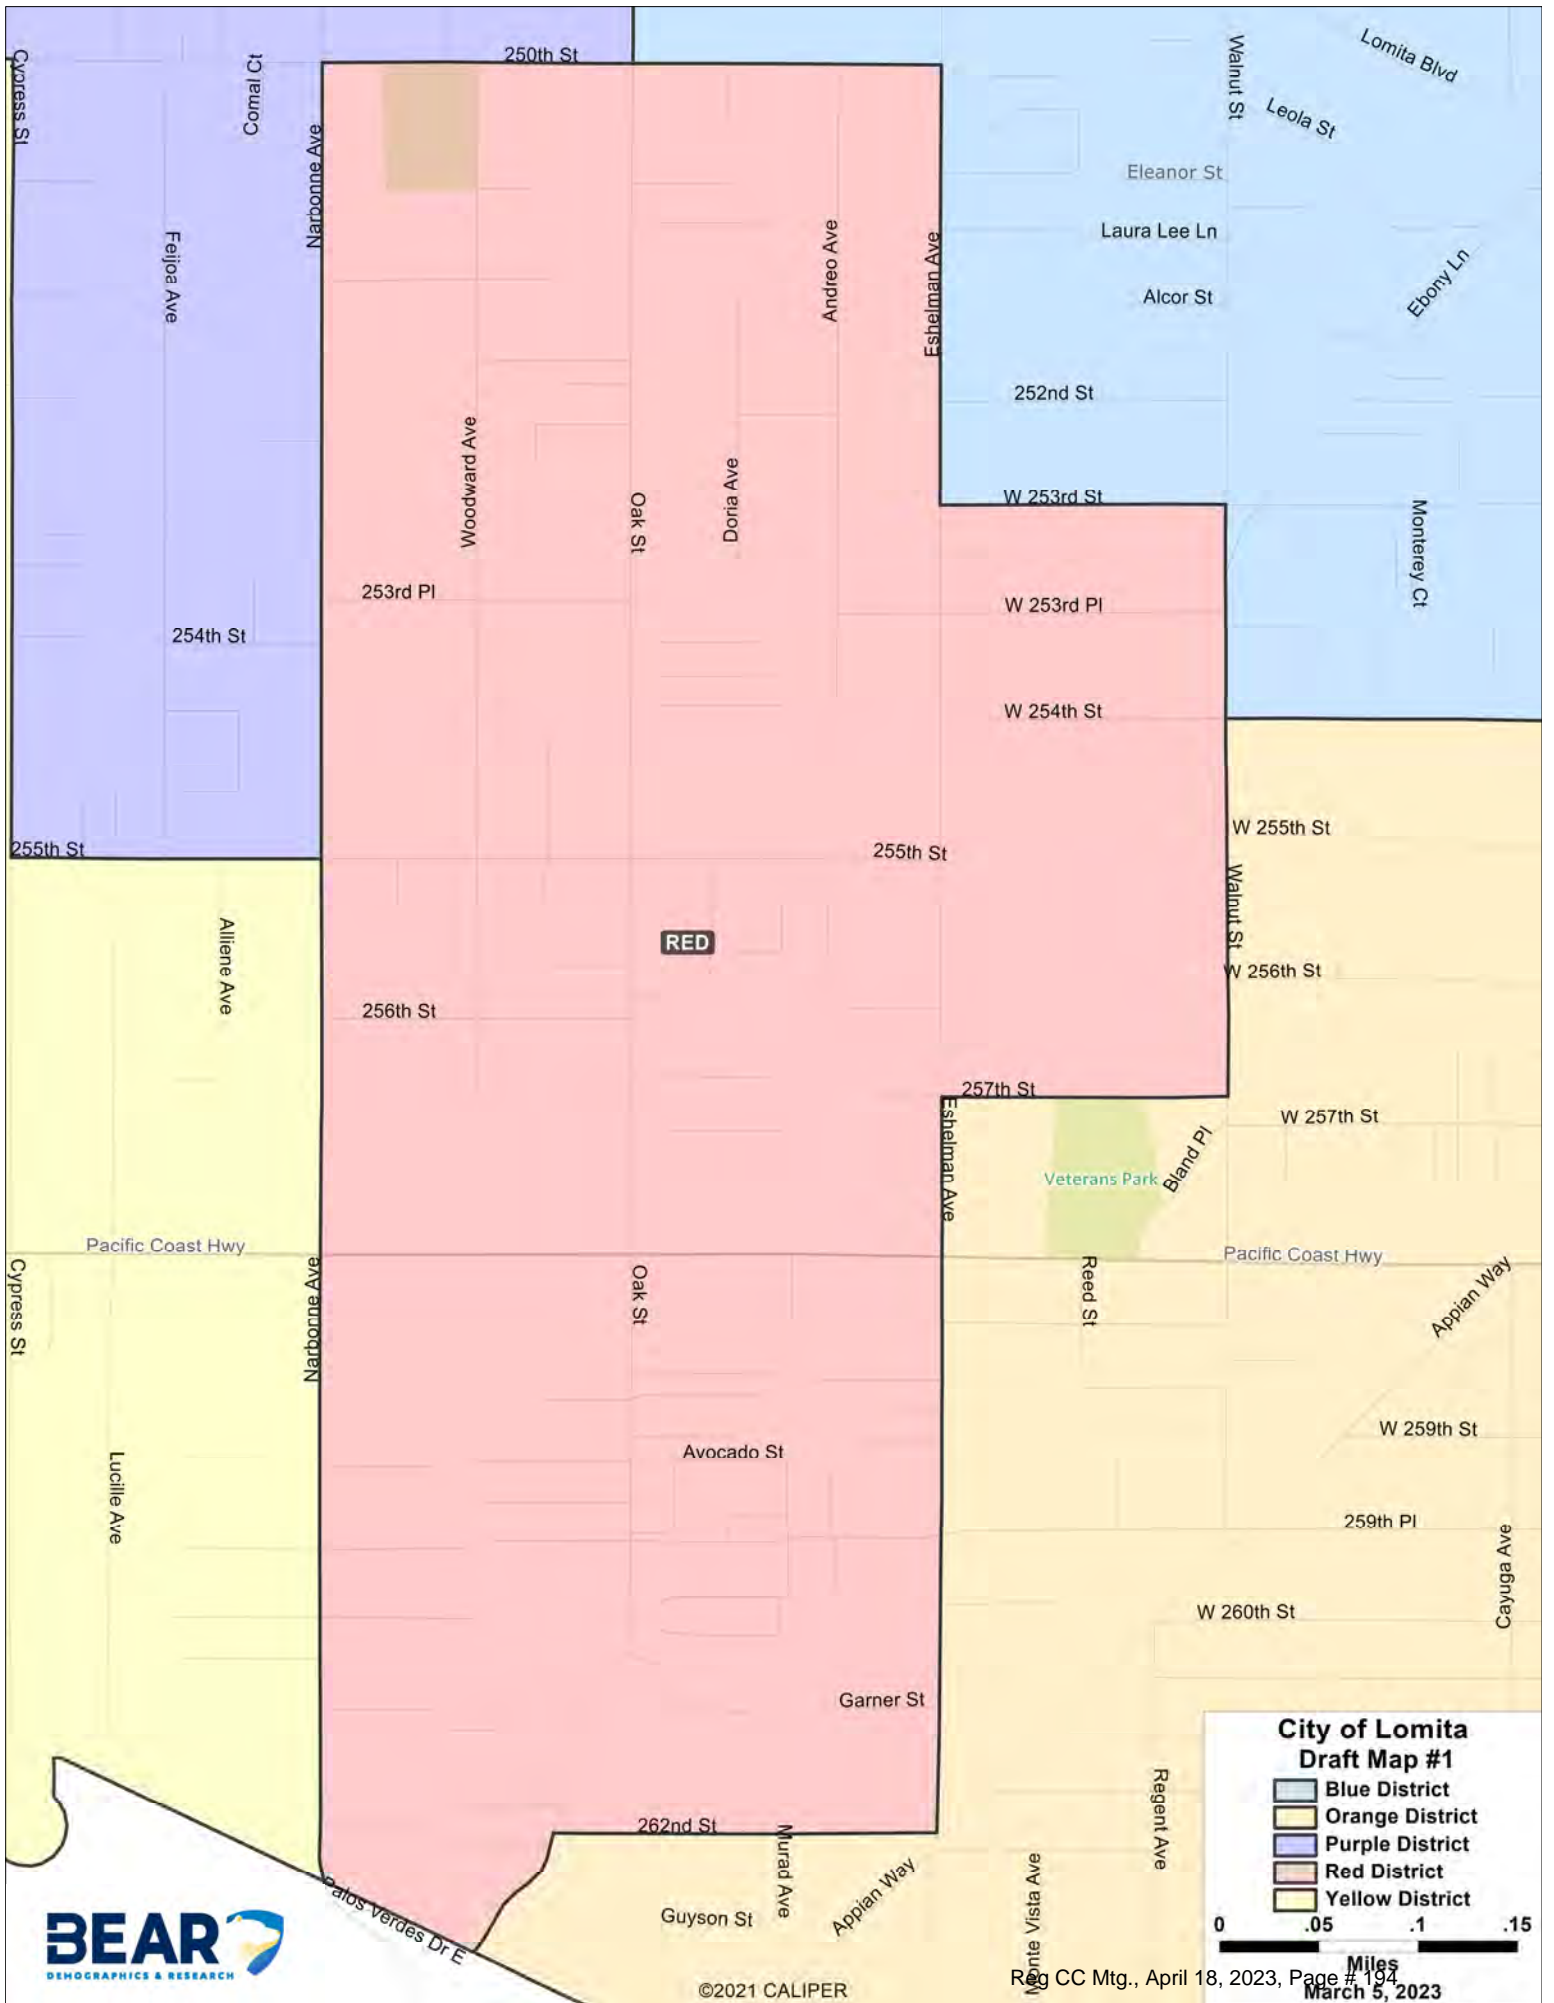 250th St
Lomita Blvd
Walnut St
Cypress St
Comal Ct
Leola St
Narbonne Ave
Eleanor St
Feijoa Ave
Andreo Ave
Eshelman Ave
Laura Lee Ln
Ebony Ln
Alcor St
252nd St
Woodward Ave
Doria Ave
Oak St
W 253rd St
Monterey Ct
253rd Pl
W 253rd Pl
254th St
W 254th St
W 255th St
255th St
255th St
Walnut St
Alliene Ave
RED
W 256th St
256th St
257th St
W 257th St
Eshelman Ave
Bland Pl
Veterans Park
Pacific Coast Hwy
Pacific Coast Hwy
Cypress St
Narbonne Ave
Oak St
Reed St
Appian Way
W 259th St
Avocado St
Lucille Ave
259th Pl
Cayuga Ave
W 260th St
Garner St
262nd St
Murad Ave
Regent Ave
Appian Way
Monte Vista Ave
Guyson St
Palos Verdes Dr E
City of Lomita
Draft Map #1
Blue District
Orange District
Purple District
Red District
Yellow District
0 .05 .1 .15
Miles
March 5, 2023
BEAR
DEMOGRAPHICS & RESEARCH
©2021 CALIPER
Reg CC Mtg., April 18, 2023, Page # 194